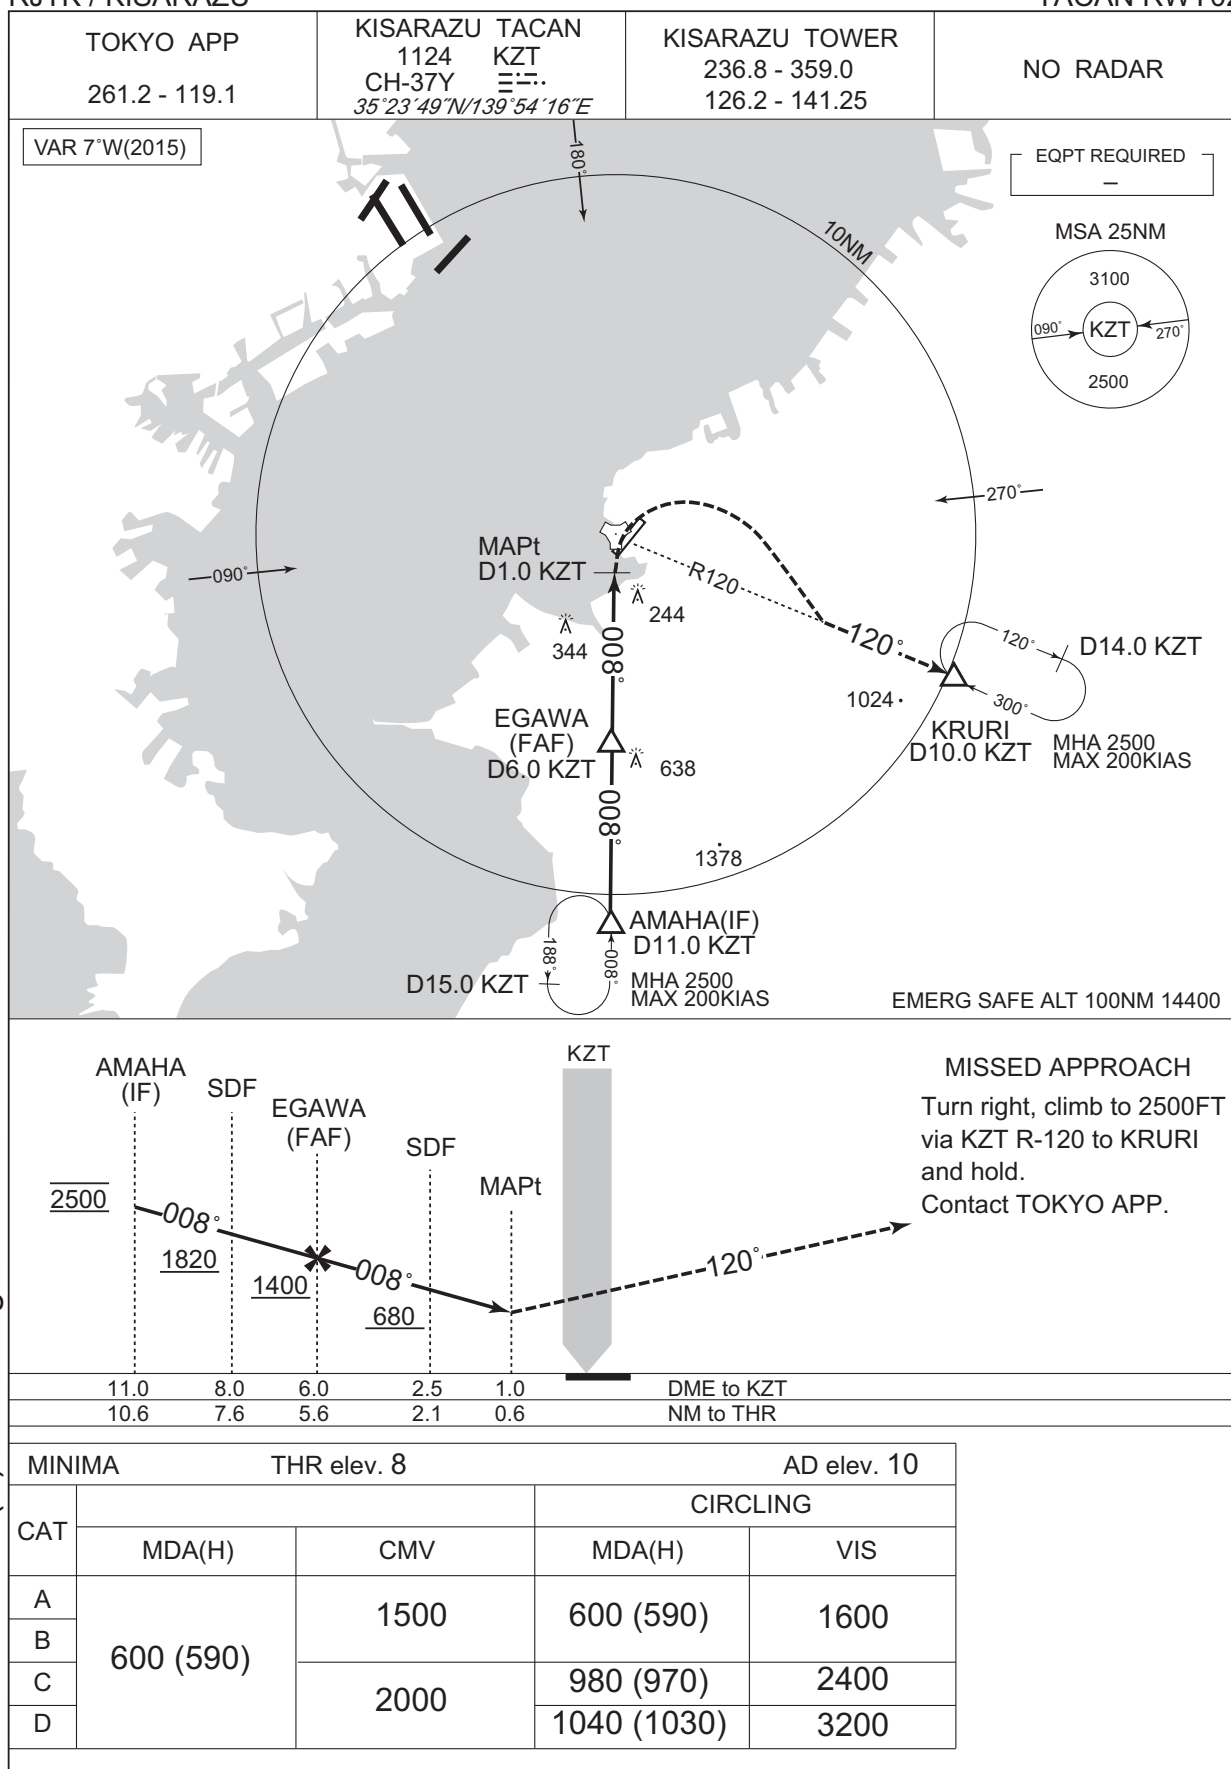 RJTK / KISARAZU
TACAN RWY02
TOKYO APP
261.2 - 119.1
KISARAZU TACAN
1124 KZT
CH-37Y
35°23′49″N/139°54′16″E
KISARAZU TOWER
236.8 - 359.0
126.2 - 141.25
NO RADAR
VAR 7°W(2015)
180°
EQPT REQUIRED
–
MSA 25NM
3100
090°
KZT
270°
2500
10NM
270°
090°
MAPt
D1.0 KZT
R120
244
344
008°
120°
120°
D14.0 KZT
300°
1024
KRURI
D10.0 KZT
MHA 2500
MAX 200KIAS
EGAWA
(FAF)
D6.0 KZT
638
008°
1378
AMAHA(IF)
D11.0 KZT
188°
008°
D15.0 KZT
MHA 2500
MAX 200KIAS
EMERG SAFE ALT 100NM 14400
AMAHA
(IF)
SDF
EGAWA
(FAF)
SDF
MAPt
KZT
2500
008°
1820
1400
008°
680
120°
MISSED APPROACH
Turn right, climb to 2500FT
via KZT R-120 to KRURI
and hold.
Contact TOKYO APP.
11.0 8.0 6.0 2.5 1.0 DME to KZT
10.6 7.6 5.6 2.1 0.6 NM to THR
MINIMA THR elev. 8 AD elev. 10
CAT
CIRCLING
MDA(H) CMV MDA(H) VIS
A
B
C
D
600 (590)
1500
2000
600 (590) 1600
980 (970) 2400
1040 (1030) 3200